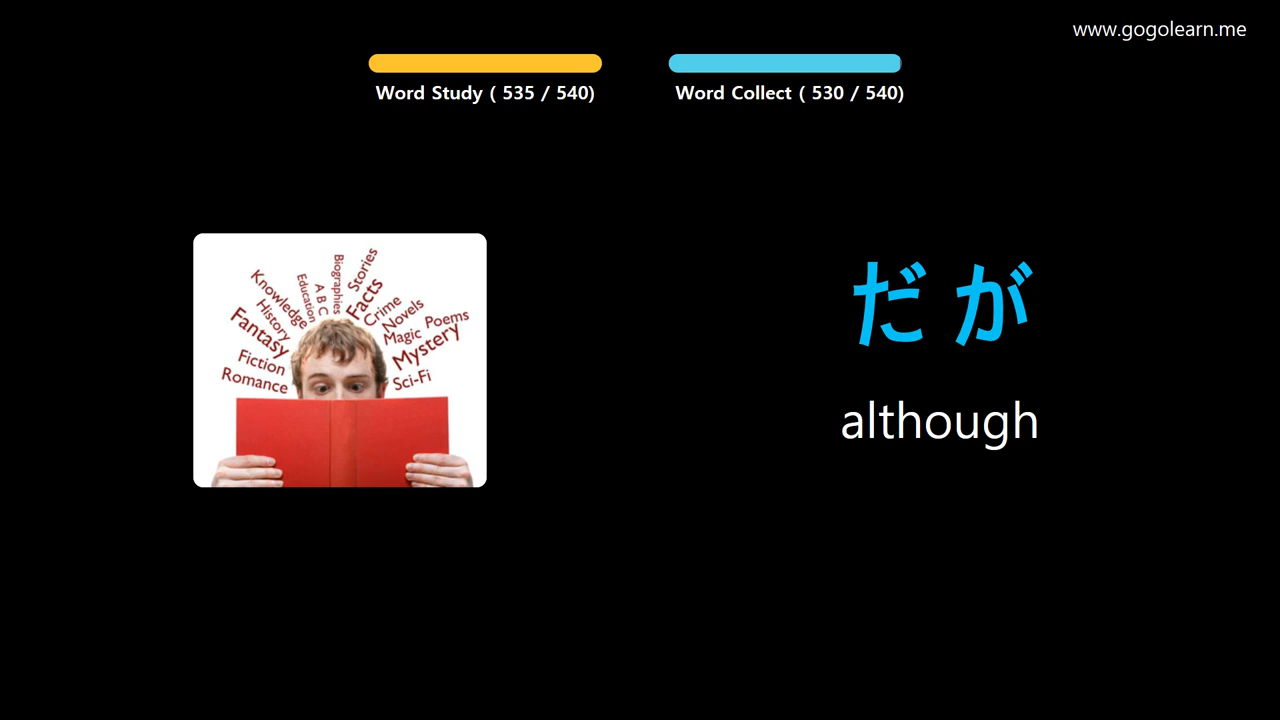 www.gogolearn.me
Word Study ( 535 / 540)
Word Collect ( 530 / 540)
Stories
Biographies
Facts
A B C
Education
Knowledge
Crime
History
Novels
Fantasy
Poems
Magic
Mystery
Fiction
Romance
Sci-Fi
だが
although